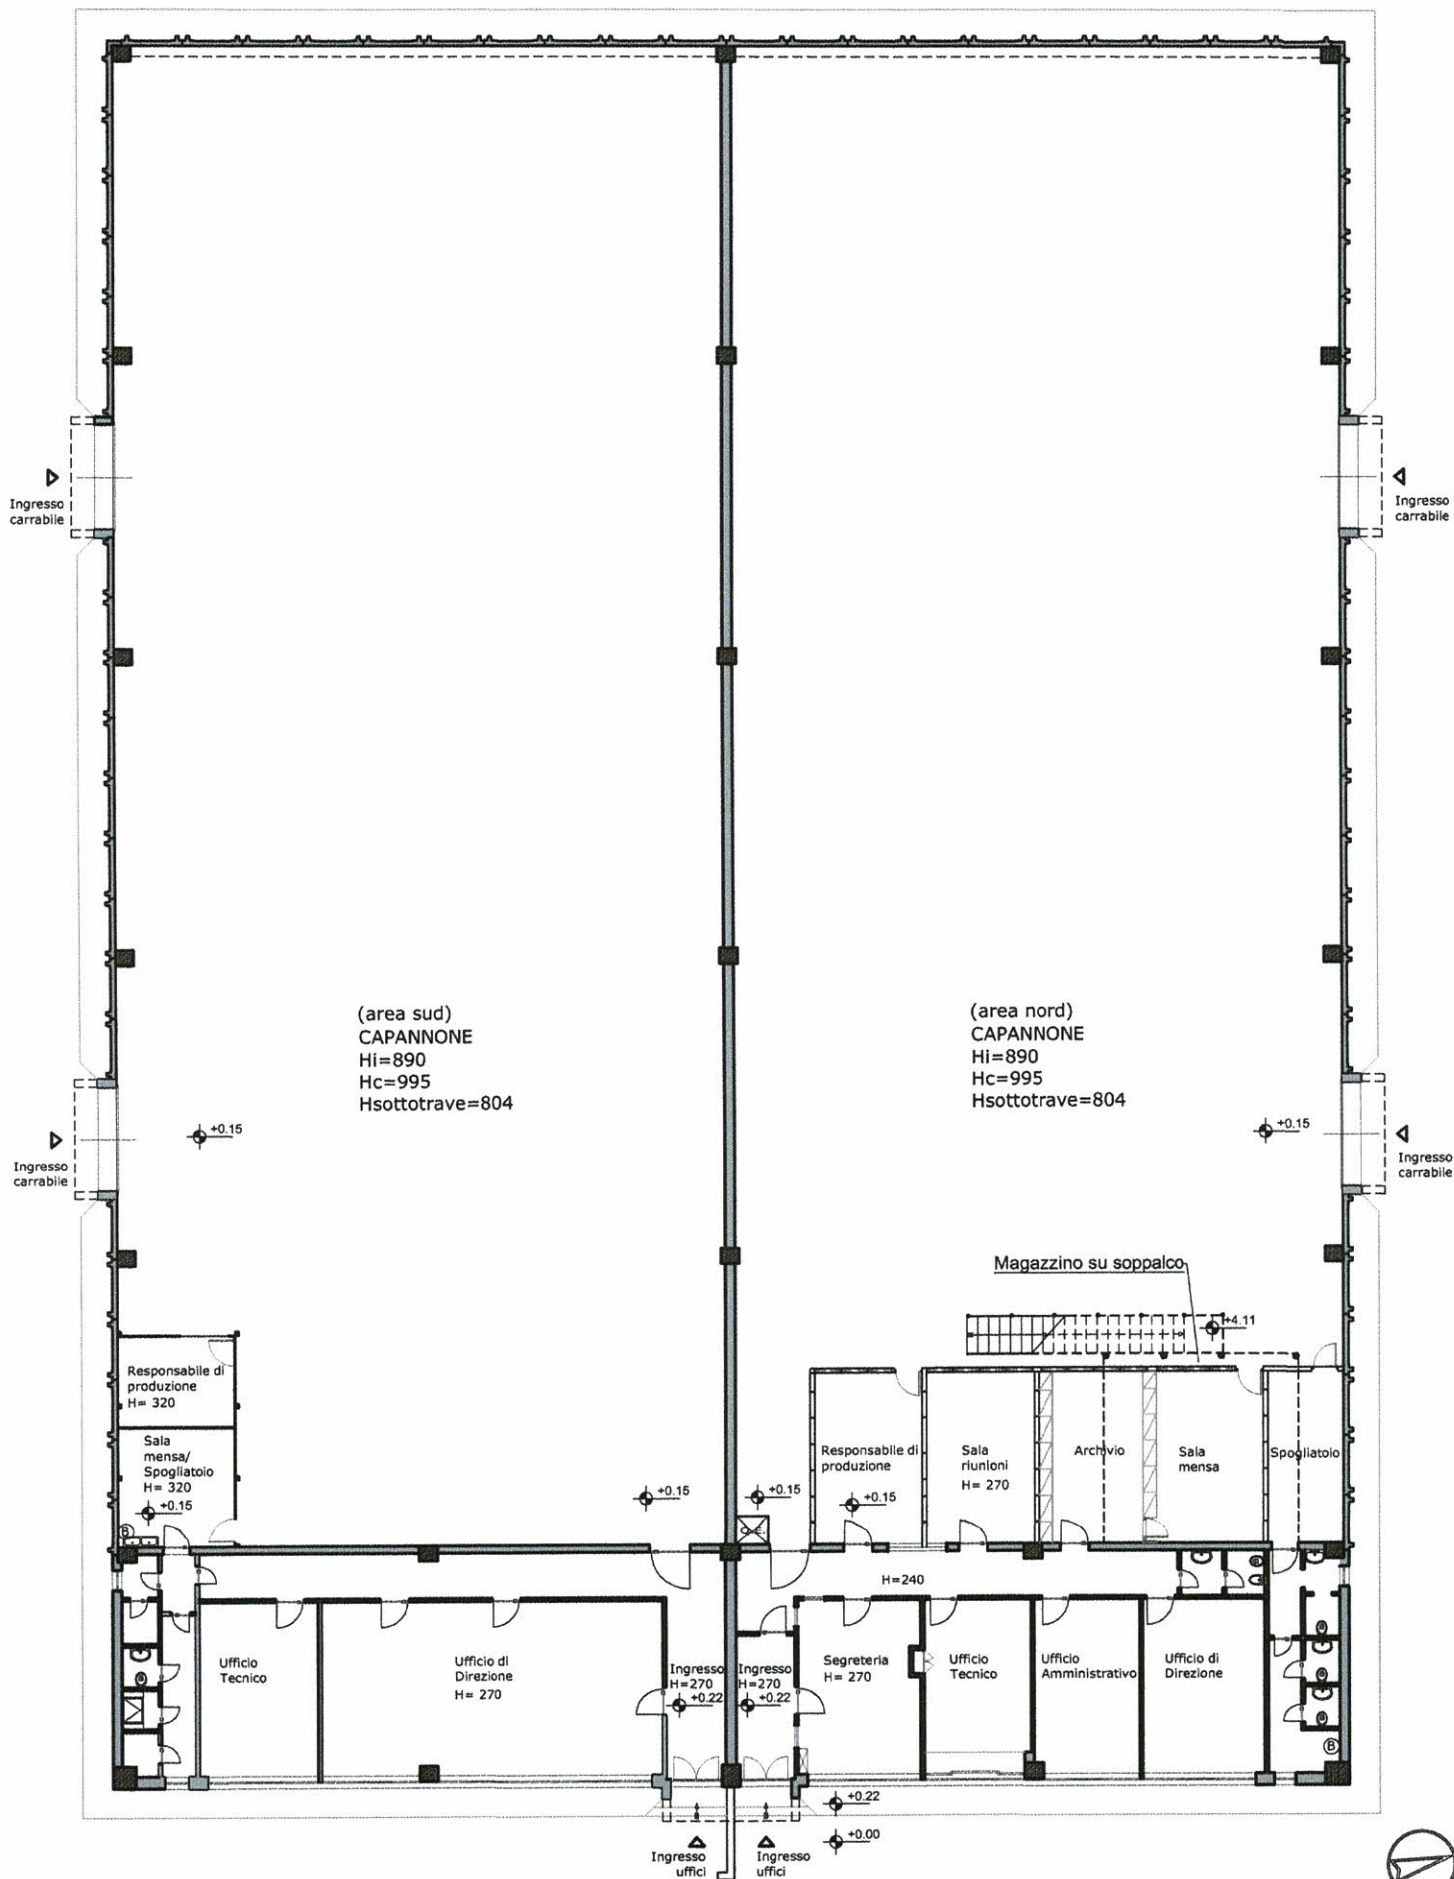 Ingresso
carrabile
Ingresso
carrabile
(area sud)
CAPANNONE
Hi=890
Hc=995
Hsottotrave=804
(area nord)
CAPANNONE
Hi=890
Hc=995
Hsottotrave=804
+0.15
+0.15
Ingresso
carrabile
Ingresso
carrabile
Magazzino su soppalco
+4.11
Responsabile di
produzione
H= 320
Sala
mensa/
Spogliatoio
H= 320
+0.15
B
+0.15
+0.15
Responsabile di
produzione
+0.15
Sala
riunioni
H= 270
Archivio
Sala
mensa
Spogliatoio
Q.E.
H=240
Ufficio
Tecnico
Ufficio di
Direzione
H= 270
Ingresso
H=270
+0.22
Ingresso
H=270
+0.22
Segreteria
H= 270
Ufficio
Tecnico
Ufficio
Amministrativo
Ufficio di
Direzione
B
+0.22
+0.00
Ingresso
uffici
Ingresso
uffici